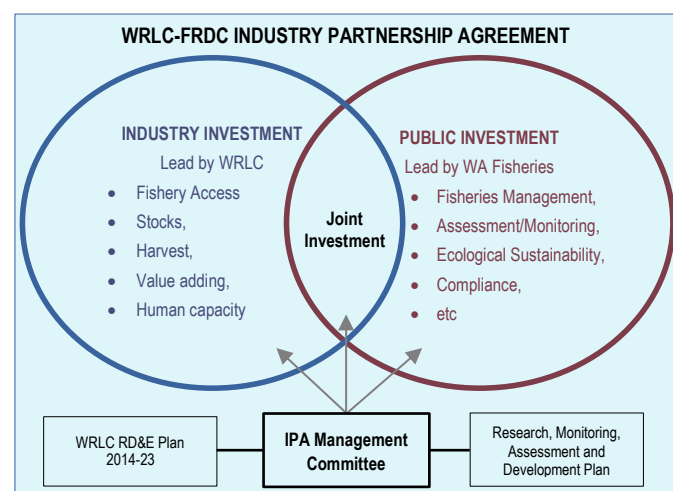 WRLC-FRDC INDUSTRY PARTNERSHIP AGREEMENT
INDUSTRY INVESTMENT
Lead by WRLC
• Fishery Access
• Stocks,
• Harvest,
• Value adding,
• Human capacity
Joint
Investment
PUBLIC INVESTMENT
Lead by WA Fisheries
• Fisheries Management,
• Assessment/Monitoring,
• Ecological Sustainability,
• Compliance,
• etc
WRLC RD&E Plan
2014-23
IPA Management
Committee
Research, Monitoring,
Assessment and
Development Plan